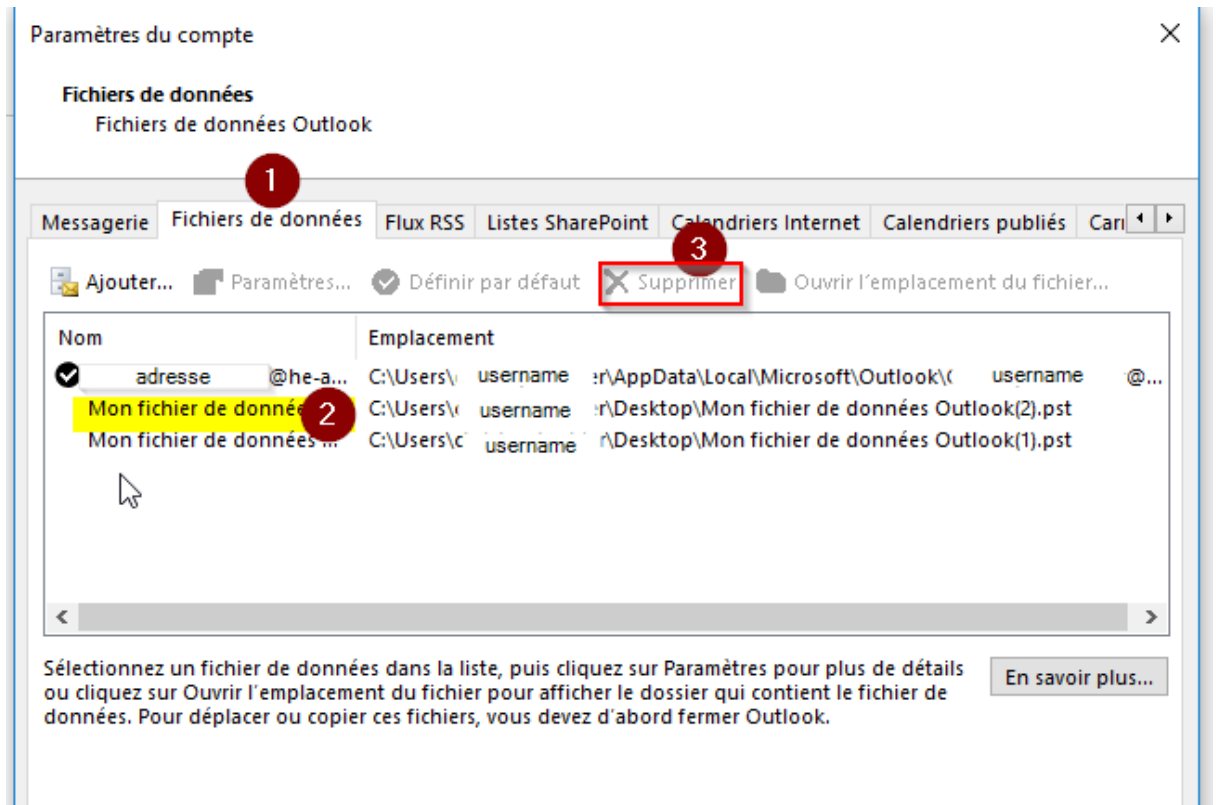 Paramètres du compte
Fichiers de données
Fichiers de données Outlook
1
Messagerie Fichiers de données Flux RSS Listes SharePoint Calendriers Internet Calendriers publiés
3
Ajouter... Paramètres... Définir par défaut Supprimer Ouvrir l'emplacement du fichier...
Nom Emplacement
adresse @he-a... C:\Users\ username r\AppData\Local\Microsoft\Outlook\ username @...
Mon fichier de donné 2 C:\Users\ username r\Desktop\Mon fichier de données Outlook(2).pst
Mon fichier de données ... C:\Users\c username r\Desktop\Mon fichier de données Outlook(1).pst
Sélectionnez un fichier de données dans la liste, puis cliquez sur Paramètres pour plus de détails
ou cliquez sur Ouvrir l'emplacement du fichier pour afficher le dossier qui contient le fichier de
données. Pour déplacer ou copier ces fichiers, vous devez d'abord fermer Outlook.
En savoir plus...